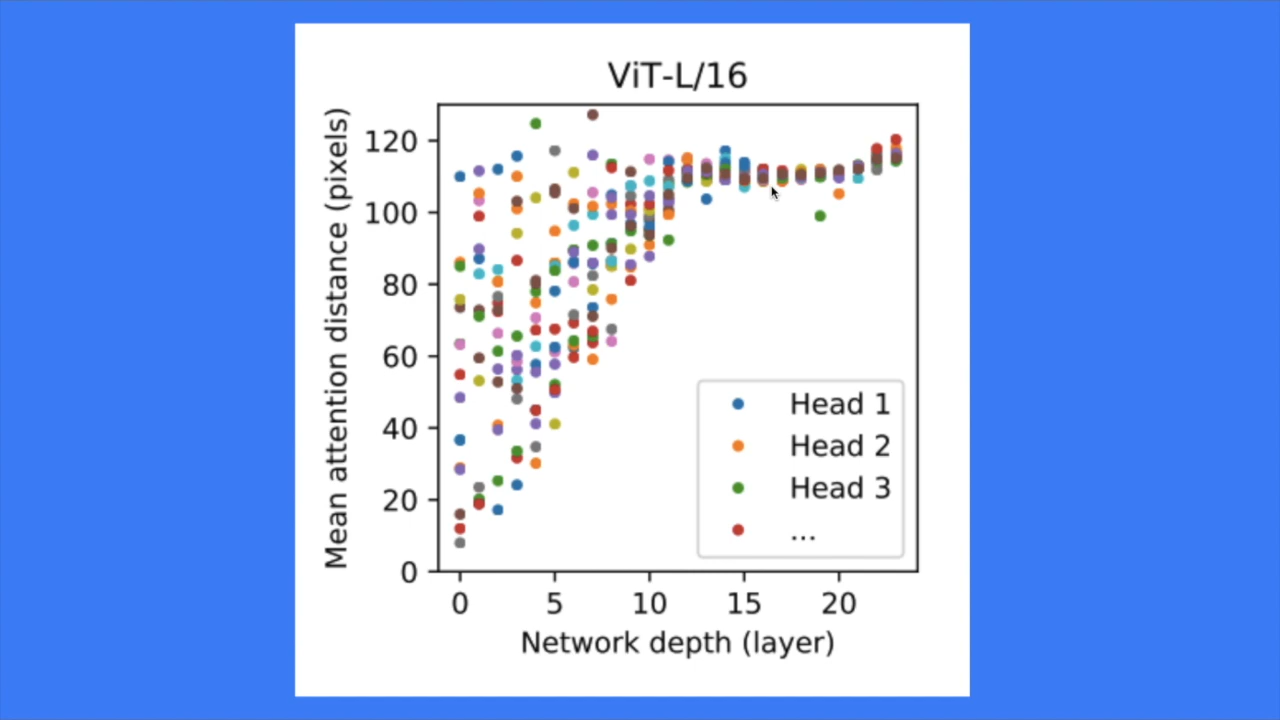 ViT-L/16
Mean attention distance (pixels)
120
100
80
60
40
20
0
Head 1
Head 2
Head 3
...
0 5 10 15 20
Network depth (layer)